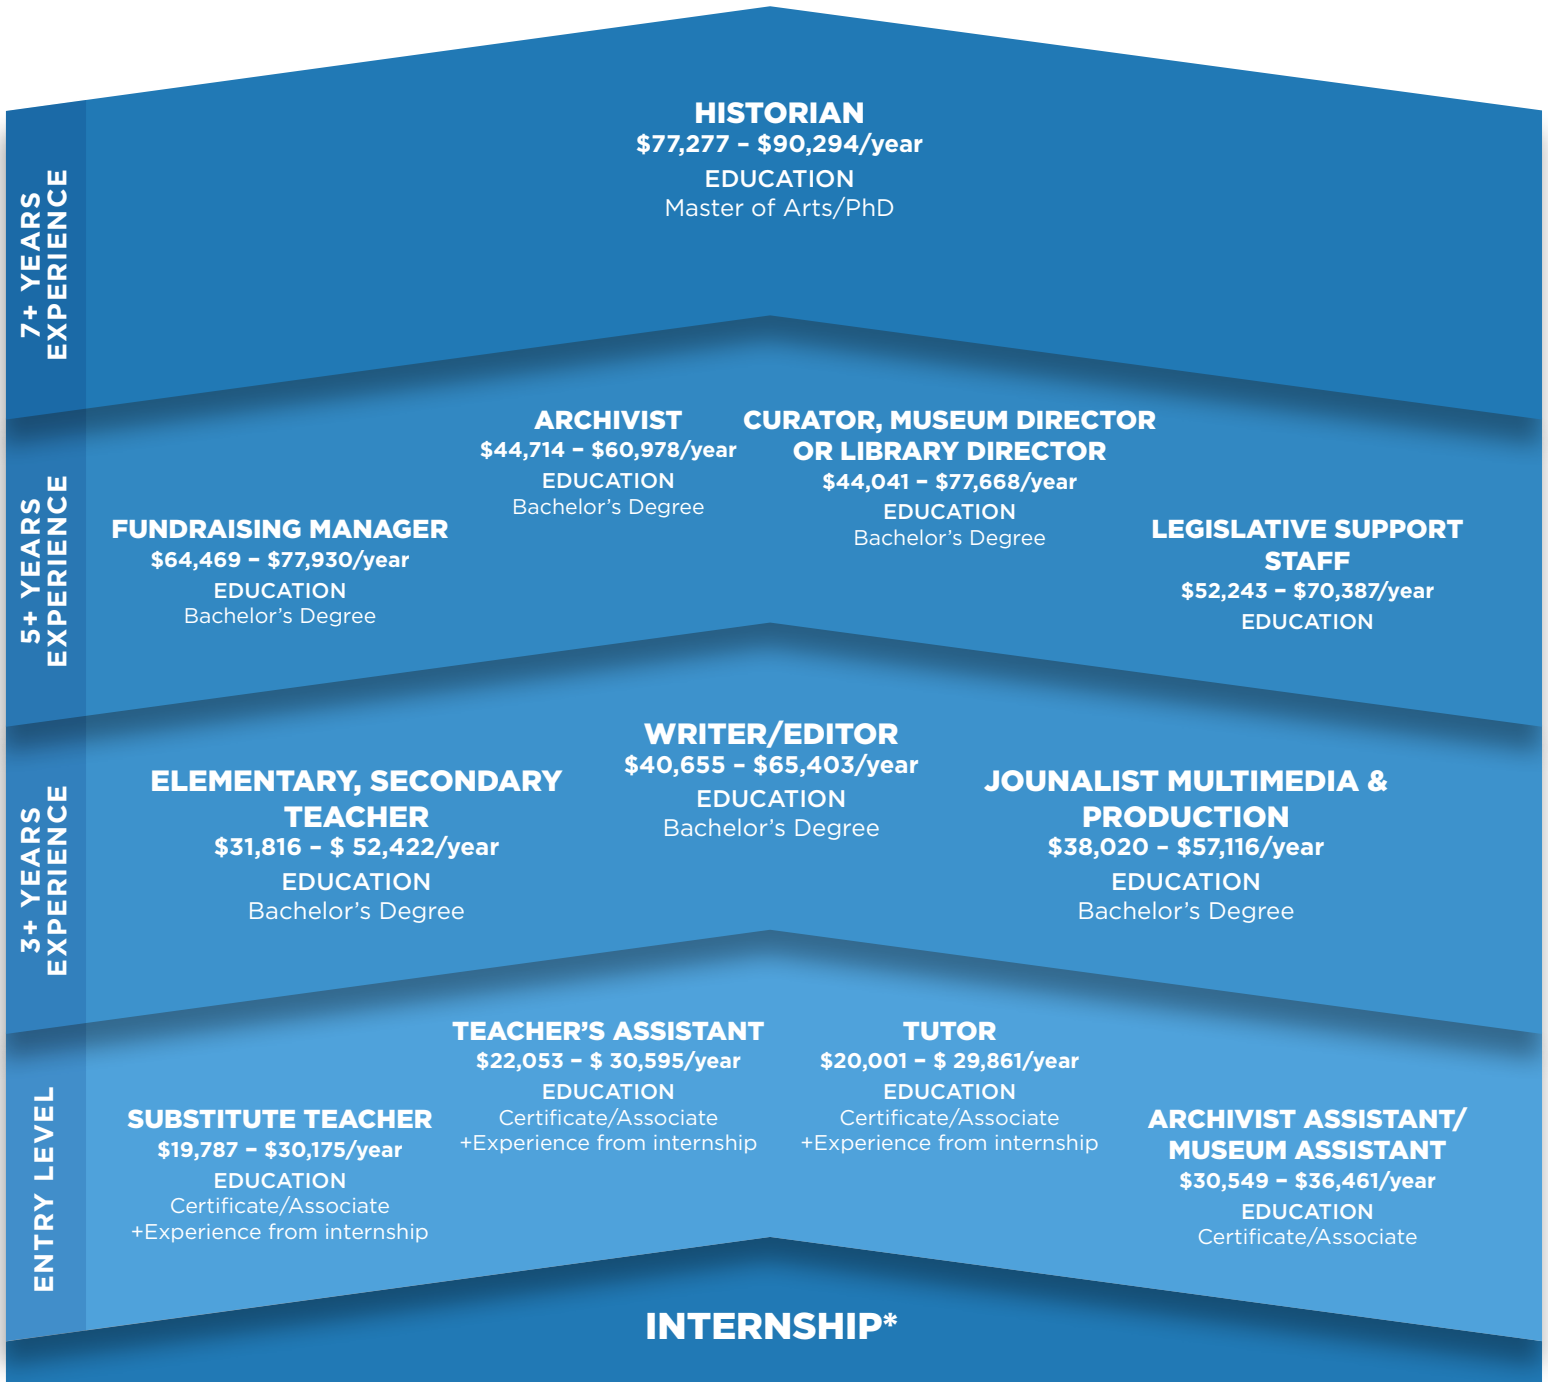 HISTORIAN
$77,277 – $90,294/year
EDUCATION
Master of Arts/PhD
7+ YEARS
EXPERIENCE
ARCHIVIST
$44,714 – $60,978/year
EDUCATION
Bachelor’s Degree
CURATOR, MUSEUM DIRECTOR
OR LIBRARY DIRECTOR
$44,041 – $77,668/year
EDUCATION
Bachelor’s Degree
FUNDRAISING MANAGER
$64,469 – $77,930/year
EDUCATION
Bachelor’s Degree
LEGISLATIVE SUPPORT
STAFF
$52,243 – $70,387/year
EDUCATION
5+ YEARS
EXPERIENCE
WRITER/EDITOR
$40,655 – $65,403/year
EDUCATION
Bachelor’s Degree
ELEMENTARY, SECONDARY
TEACHER
$31,816 – $ 52,422/year
EDUCATION
Bachelor’s Degree
JOUNALIST MULTIMEDIA &
PRODUCTION
$38,020 – $57,116/year
EDUCATION
Bachelor’s Degree
3+ YEARS
EXPERIENCE
TEACHER’S ASSISTANT
$22,053 – $ 30,595/year
EDUCATION
Certificate/Associate
+Experience from internship
TUTOR
$20,001 – $ 29,861/year
EDUCATION
Certificate/Associate
+Experience from internship
SUBSTITUTE TEACHER
$19,787 – $30,175/year
EDUCATION
Certificate/Associate
+Experience from internship
ARCHIVIST ASSISTANT/
MUSEUM ASSISTANT
$30,549 – $36,461/year
EDUCATION
Certificate/Associate
ENTRY LEVEL
INTERNSHIP*